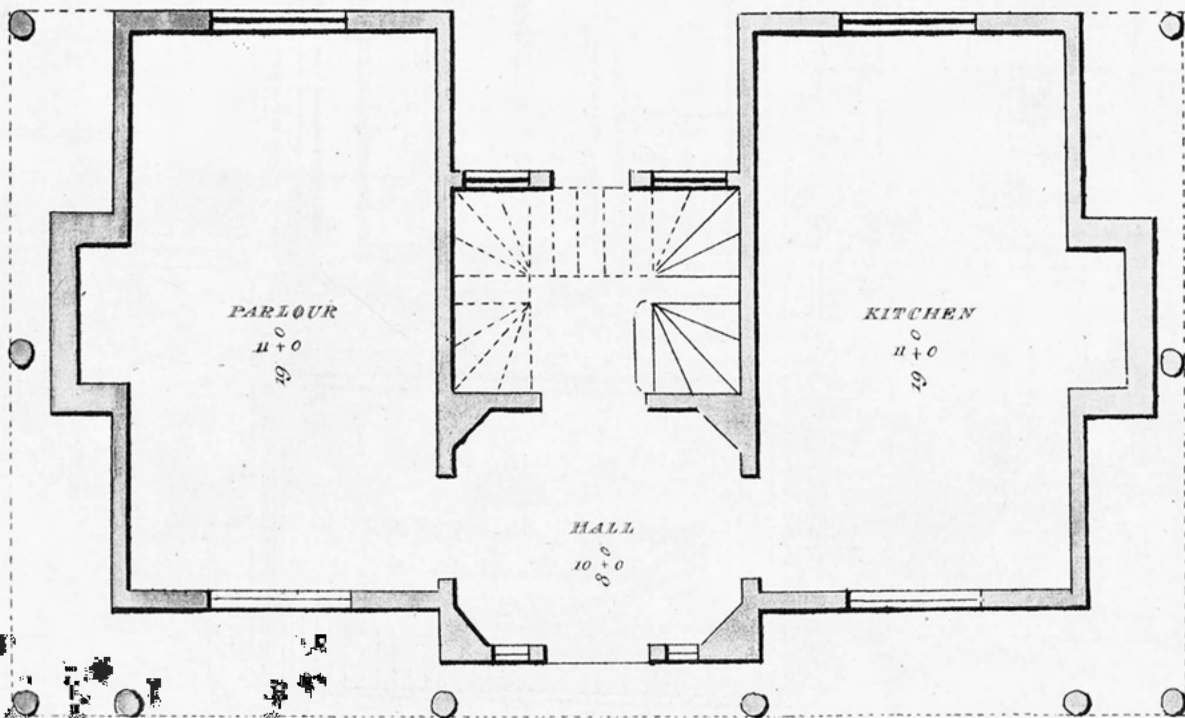 PARLOUR
11 + 0
19 0
KITCHEN
11 + 0
19 0
HALL
10 + 0
8 + 0